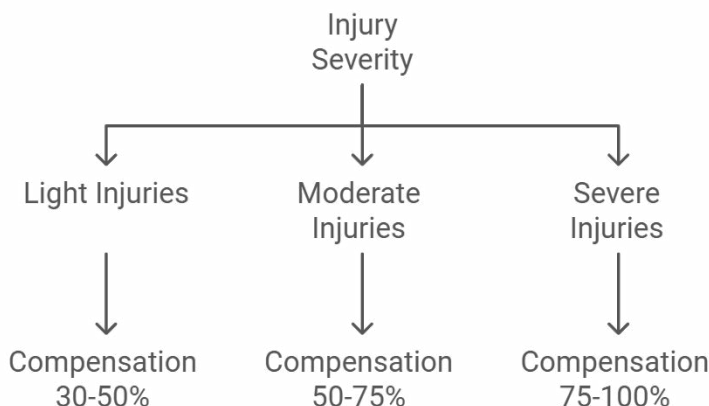 Injury
Severity
Light Injuries
Moderate
Injuries
Severe
Injuries
Compensation
30-50%
Compensation
50-75%
Compensation
75-100%